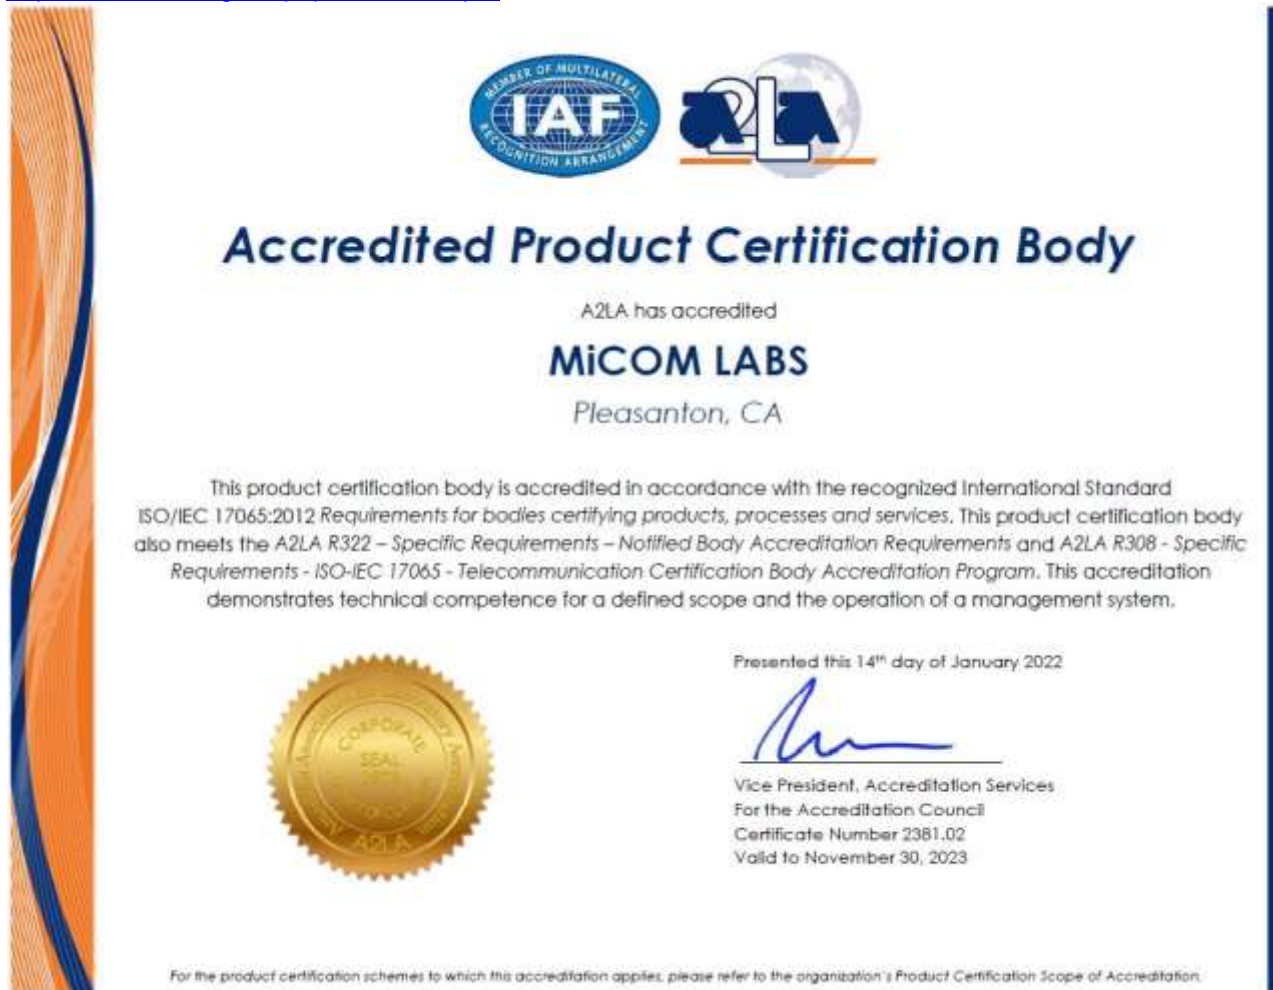 MEMBER OF MULTILATERAL
IAF
RECOGNITION ARRANGEMENT
a2la
Accredited Product Certification Body
A2LA has accredited
MiCOM LABS
Pleasanton, CA
This product certification body is accredited in accordance with the recognized International Standard
ISO/IEC 17065:2012 Requirements for bodies certifying products, processes and services. This product certification body
also meets the A2LA R322 – Specific Requirements – Notified Body Accreditation Requirements and A2LA R308 - Specific
Requirements - ISO-IEC 17065 - Telecommunication Certification Body Accreditation Program. This accreditation
demonstrates technical competence for a defined scope and the operation of a management system.
CORPORATE
SEAL
A2LA
Presented this 14th day of January 2022
Vice President, Accreditation Services
For the Accreditation Council
Certificate Number 2381.02
Valid to November 30, 2023
For the product certification schemes to which this accreditation applies, please refer to the organization's Product Certification Scope of Accreditation.